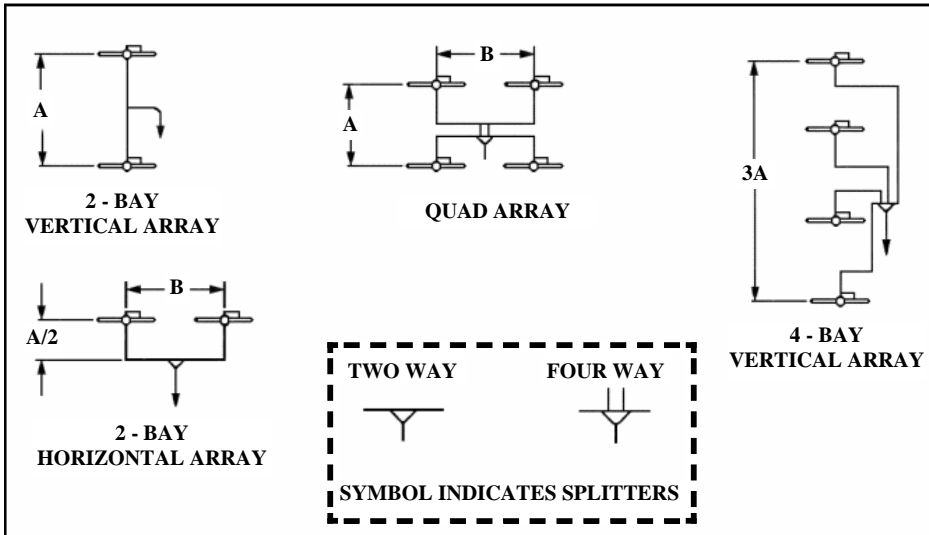 A
2 - BAY
VERTICAL ARRAY
B
A
QUAD ARRAY
3A
4 - BAY
VERTICAL ARRAY
B
A/2
2 - BAY
HORIZONTAL ARRAY
TWO WAY FOUR WAY
SYMBOL INDICATES SPLITTERS